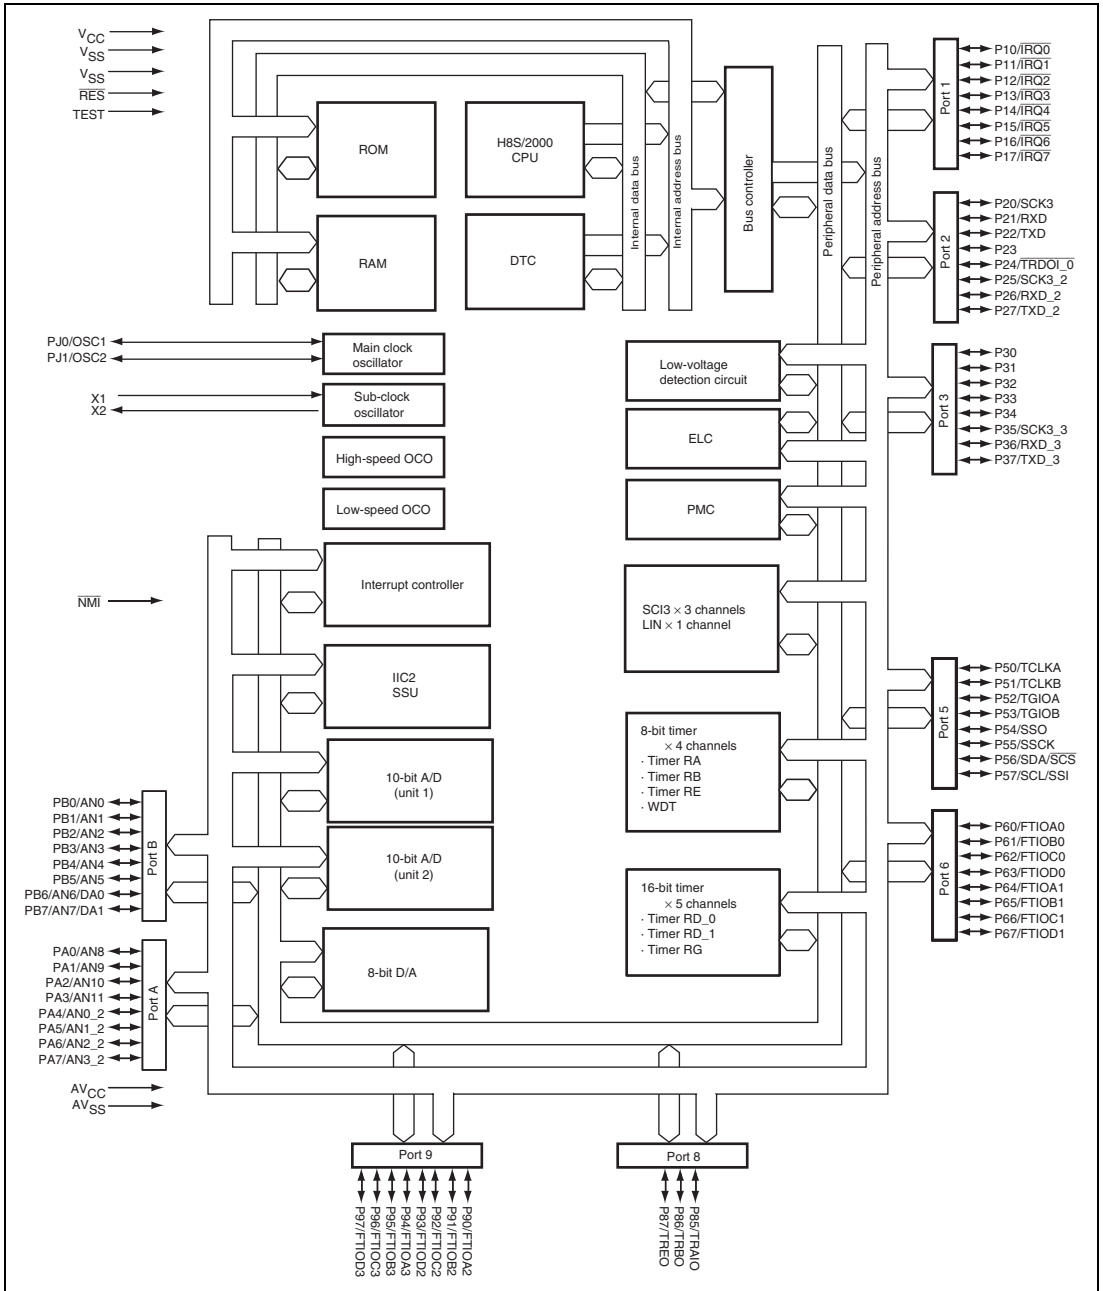 VCC
VSS
VSS
RES
TEST
ROM
RAM
H8S/2000
CPU
DTC
Internal data bus
Internal address bus
Bus controller
Peripheral data bus
Peripheral address bus
Port 1
P10/IRQ0
P11/IRQ1
P12/IRQ2
P13/IRQ3
P14/IRQ4
P15/IRQ5
P16/IRQ6
P17/IRQ7
Port 2
P20/SCK3
P21/RXD
P22/TXD
P23
P24/TRDOI_0
P25/SCK3_2
P26/RXD_2
P27/TXD_2
PJ0/OSC1
PJ1/OSC2
X1
X2
Main clock
oscillator
Sub-clock
oscillator
High-speed OCO
Low-speed OCO
Low-voltage
detection circuit
ELC
PMC
Port 3
P30
P31
P32
P33
P34
P35/SCK3_3
P36/RXD_3
P37/TXD_3
NMI
Interrupt controller
IIC2
SSU
10-bit A/D
(unit 1)
10-bit A/D
(unit 2)
8-bit D/A
SCI3 × 3 channels
LIN × 1 channel
8-bit timer
× 4 channels
· Timer RA
· Timer RB
· Timer RE
· WDT
16-bit timer
× 5 channels
· Timer RD_0
· Timer RD_1
· Timer RG
Port 5
P50/TCLKA
P51/TCLKB
P52/TGIOA
P53/TGIOB
P54/SSO
P55/SSCK
P56/SDA/SCS
P57/SCL/SSI
Port 6
P60/FTIOA0
P61/FTIOB0
P62/FTIOC0
P63/FTIOD0
P64/FTIOA1
P65/FTIOB1
P66/FTIOC1
P67/FTIOD1
PB0/AN0
PB1/AN1
PB2/AN2
PB3/AN3
PB4/AN4
PB5/AN5
PB6/AN6/DA0
PB7/AN7/DA1
Port B
PA0/AN8
PA1/AN9
PA2/AN10
PA3/AN11
PA4/AN0_2
PA5/AN1_2
PA6/AN2_2
PA7/AN3_2
Port A
AVCC
AVSS
Port 9
P97/FTIOD3
P96/FTIOC3
P95/FTIOB3
P94/FTIOA3
P93/FTIOD2
P92/FTIOC2
P91/FTIOB2
P90/FTIOA2
Port 8
P87/TREO
P86/TRBO
P85/TRAIO